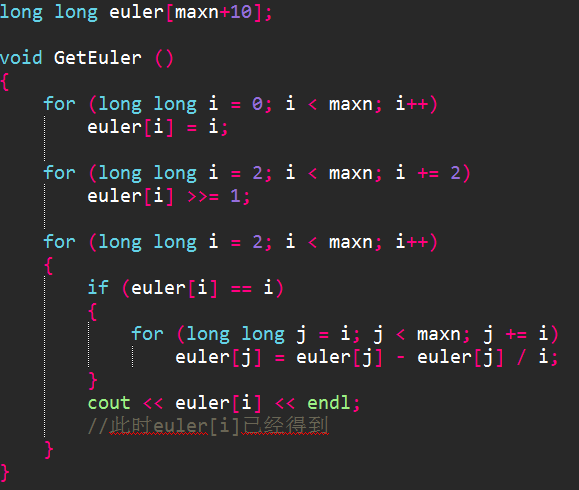 long long euler[maxn+10];
void GetEuler ()
{
for (long long i = 0; i < maxn; i++)
euler[i] = i;
for (long long i = 2; i < maxn; i += 2)
euler[i] >>= 1;
for (long long i = 2; i < maxn; i++)
{
if (euler[i] == i)
{
for (long long j = i; j < maxn; j += i)
euler[j] = euler[j] - euler[j] / i;
}
cout << euler[i] << endl;
//此时euler[i]已经得到
}
}